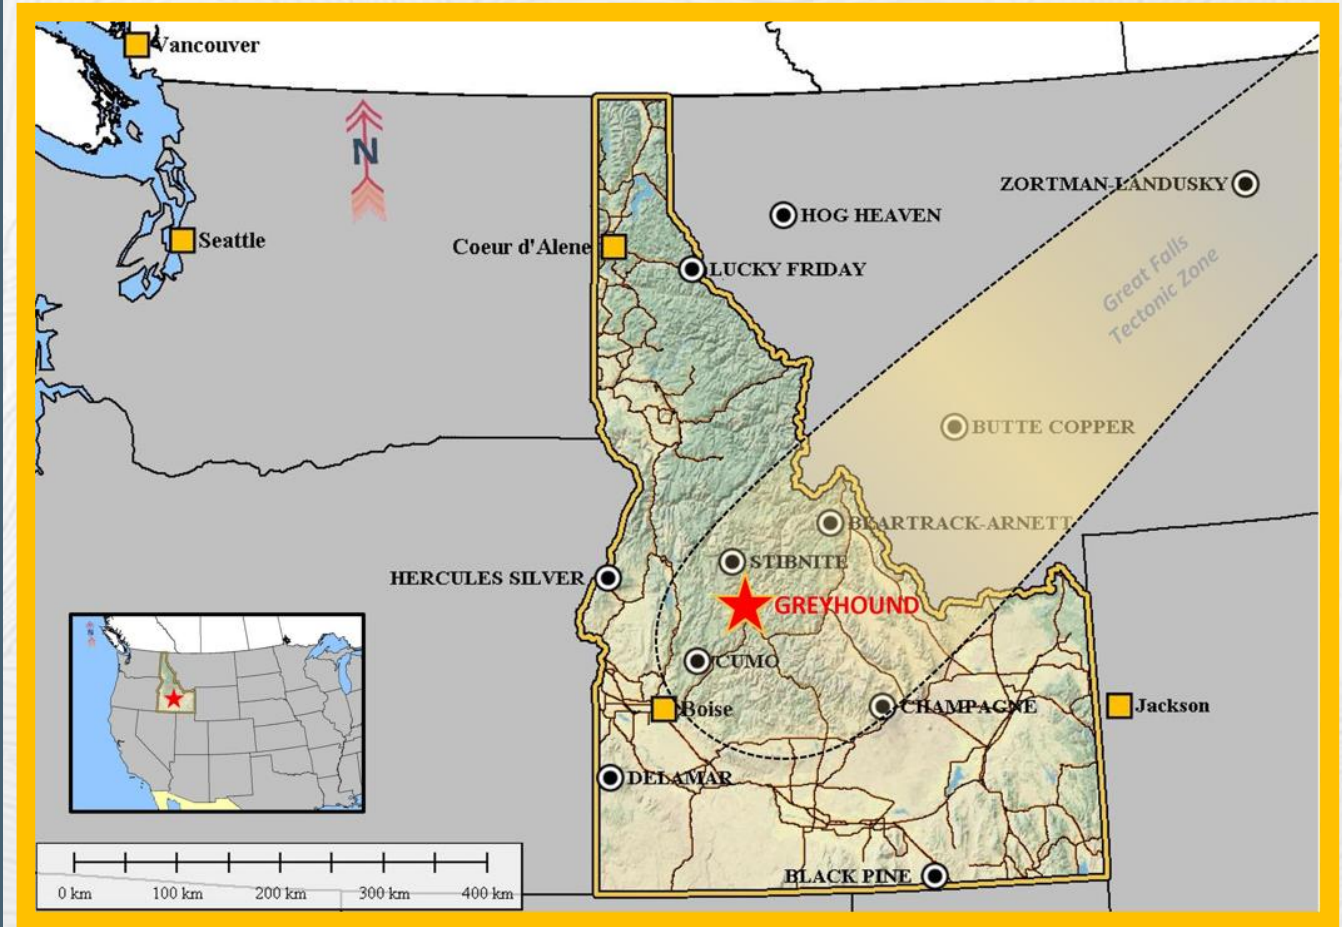 Vancouver
N
ZORTMAN-LANDUSKY
HOG HEAVEN
Seattle
Coeur d'Alene
LUCKY FRIDAY
Great Falls
Tectonic Zone
BUTTE COPPER
BEARTRACK-ARNETT
STIBNITE
HERCULES SILVER
GREYHOUND
N
CUMO
Boise
CHAMPAGNE
Jackson
DELAMAR
BLACK PINE
0 km 100 km 200 km 300 km 400 km